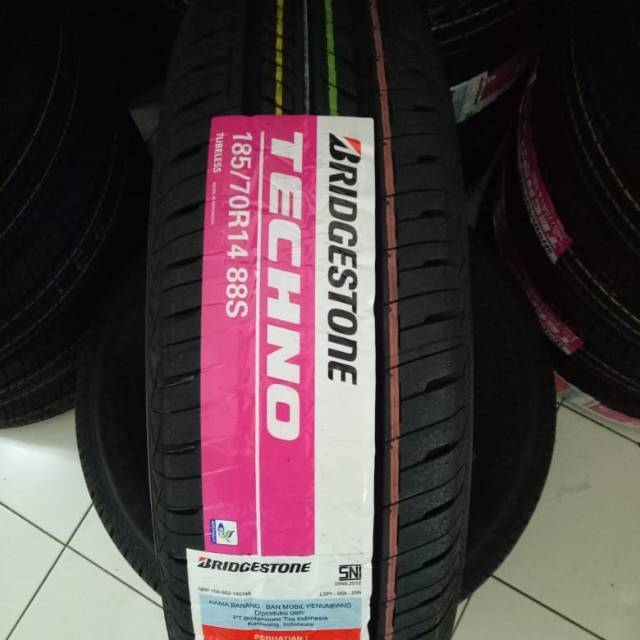 BRIDGESTONE
TECHNO
185/70R14 88S
TUBELESS
BRIDGESTONE
SNI
NAMA BARANG : BAN MOBIL PENUMPANG
Diproduksi oleh:
PT Bridgestone Tire Indonesia
Karawang, Indonesia
PERHATIAN !